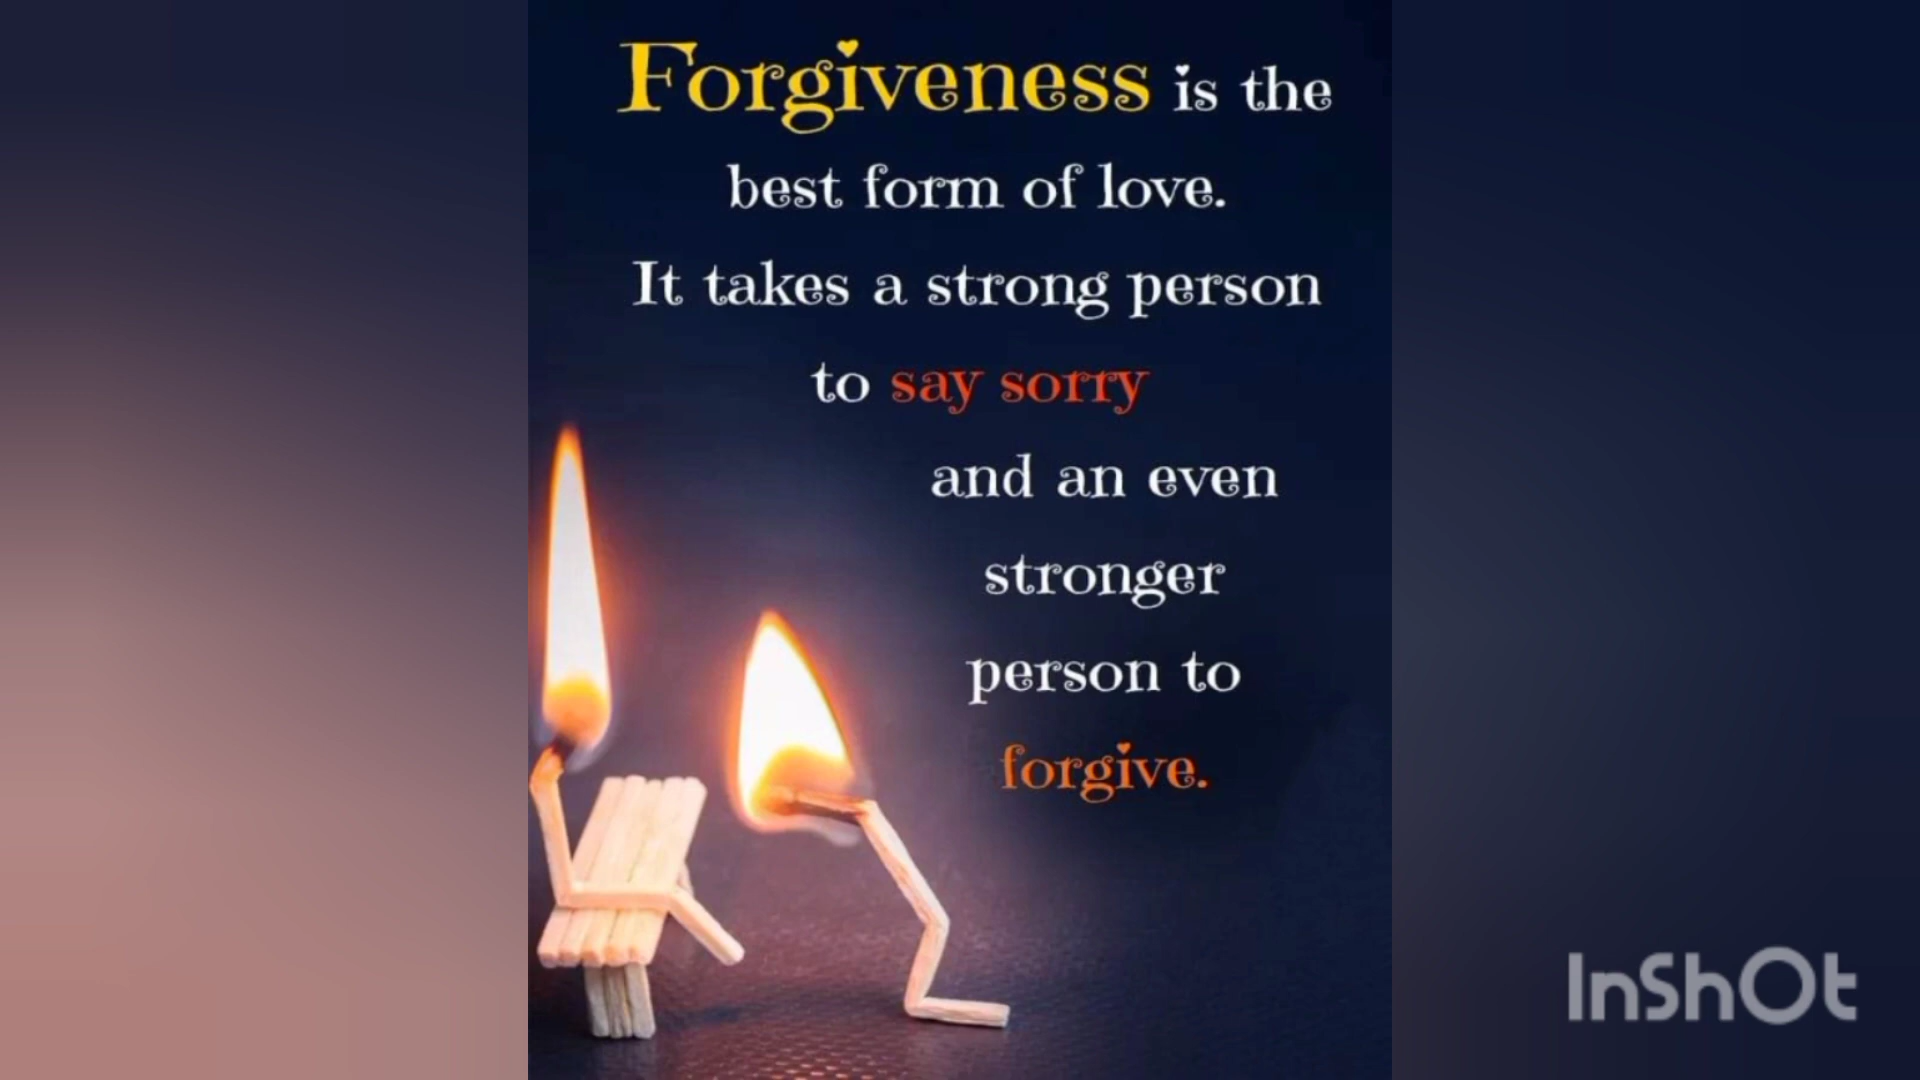 Forgiveness is the
best form of love.
It takes a strong person
to say sorry
and an even
stronger
person to
forgive.
InShOt